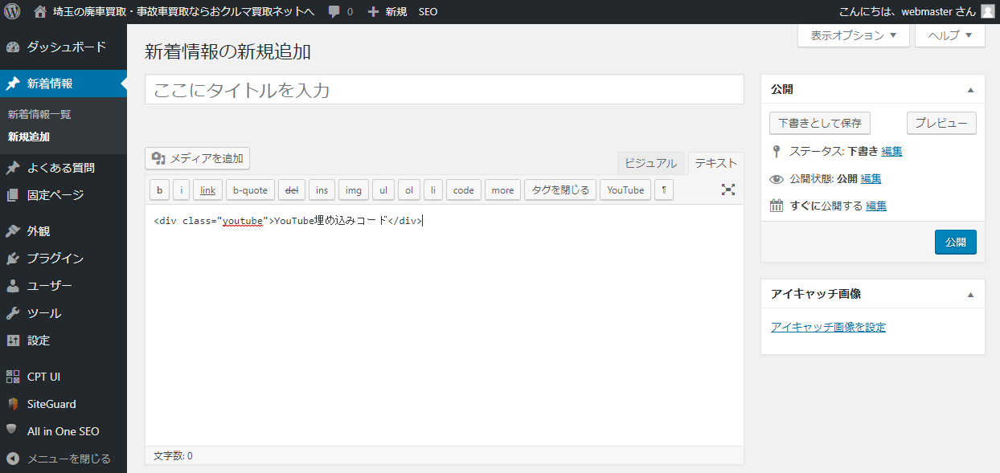 埼玉の廃車買取・事故車買取ならおクルマ買取ネットへ 0 新規 SEO こんにちは、webmaster さん
ダッシュボード
新着情報
新着情報一覧
新規追加
よくある質問
固定ページ
外観
プラグイン
ユーザー
ツール
設定
CPT UI
SiteGuard
All in One SEO
メニューを閉じる
表示オプション ▼ ヘルプ ▼
新着情報の新規追加
ここにタイトルを入力
メディアを追加
ビジュアル テキスト
b i link b-quote del ins img ul ol li code more タグを閉じる YouTube ¶
<div class="youtube">YouTube埋め込みコード</div>
文字数: 0
公開 ▲
下書きとして保存 プレビュー
ステータス: 下書き 編集
公開状態: 公開 編集
すぐに公開する 編集
公開
アイキャッチ画像 ▲
アイキャッチ画像を設定